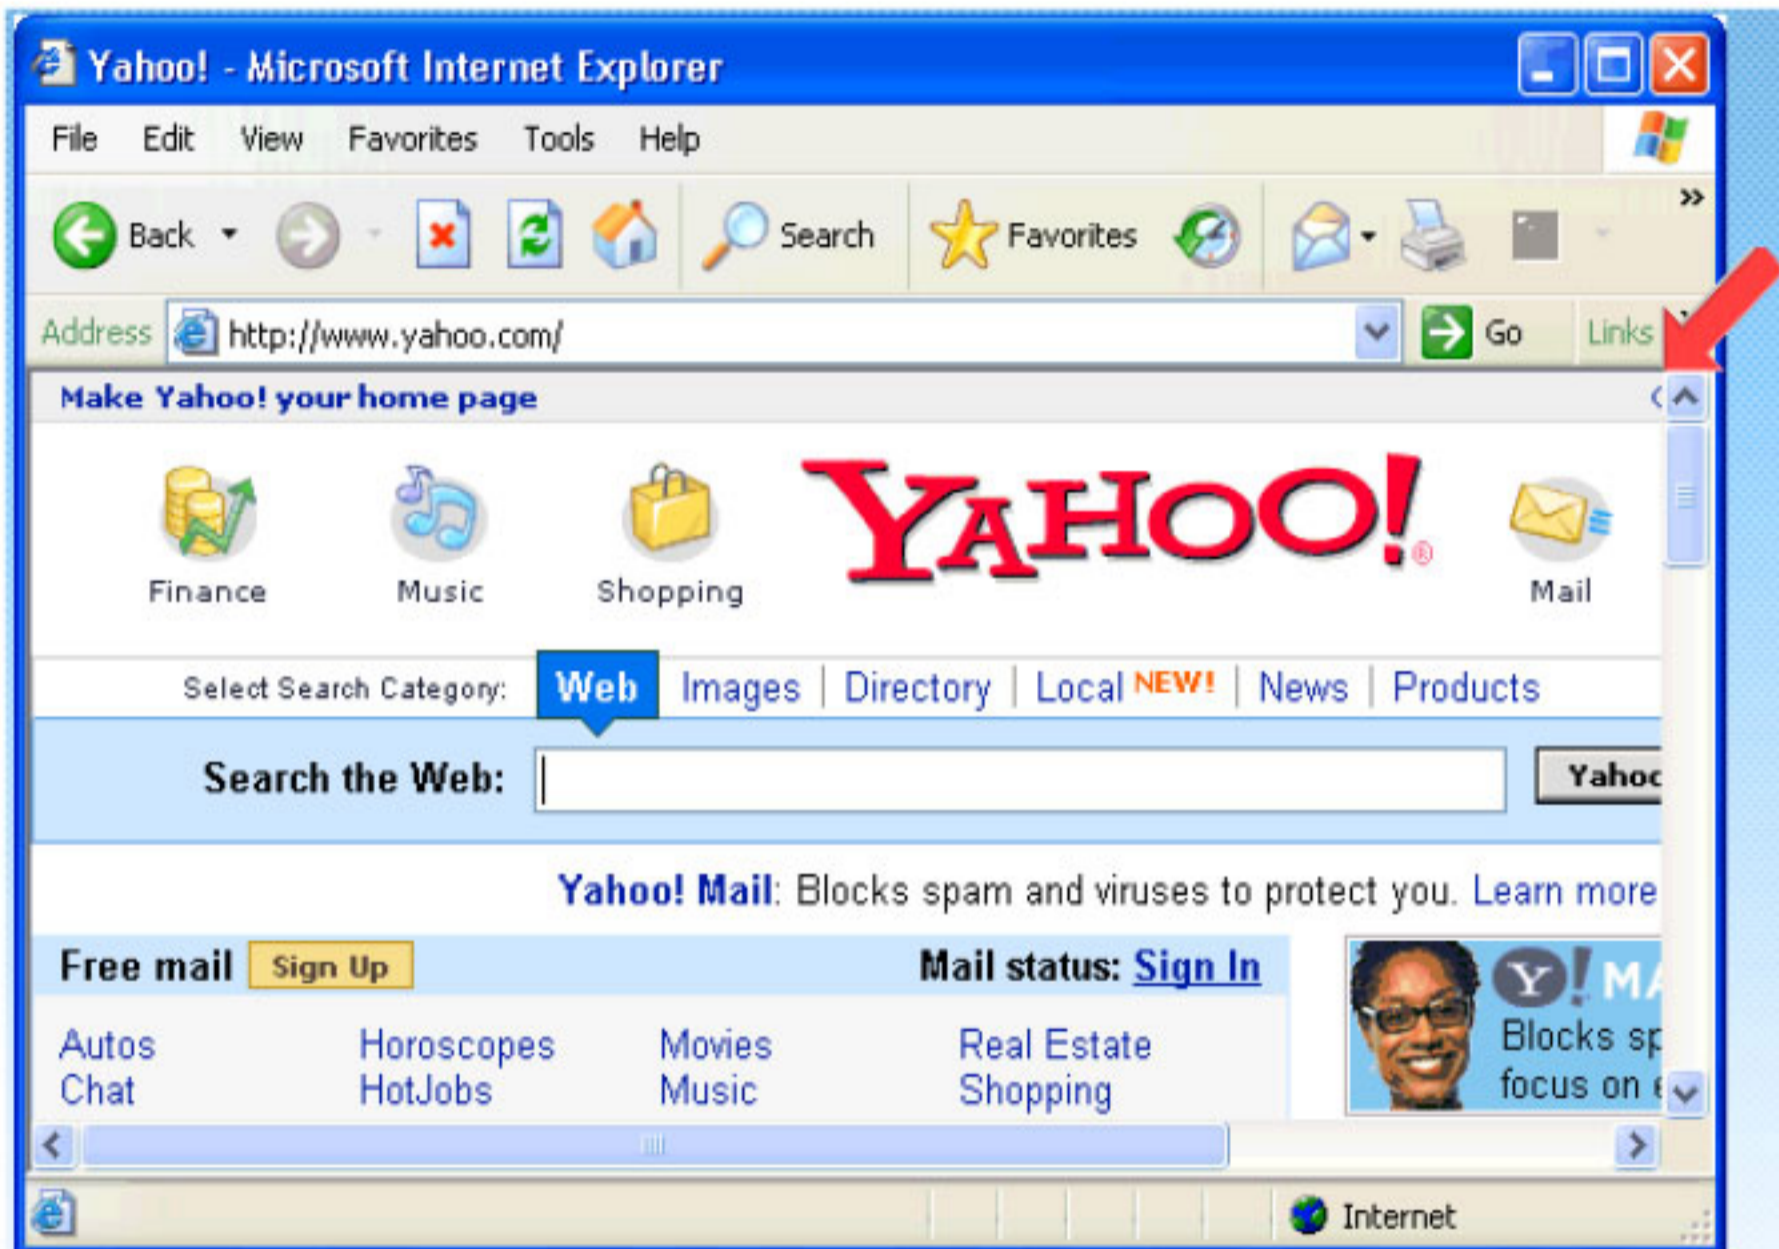 Yahoo! - Microsoft Internet Explorer
File Edit View Favorites Tools Help
Back Search Favorites »
Address http://www.yahoo.com/ Go Links
Make Yahoo! your home page
YAHOO!®
Finance Music Shopping Mail
Select Search Category: Web Images | Directory | Local NEW! | News | Products
Search the Web: Yahoo
Yahoo! Mail: Blocks spam and viruses to protect you. Learn more
Free mail Sign Up Mail status: Sign In
Y! MA
Autos Horoscopes Movies Real Estate Blocks sp
Chat HotJobs Music Shopping focus on e
Internet